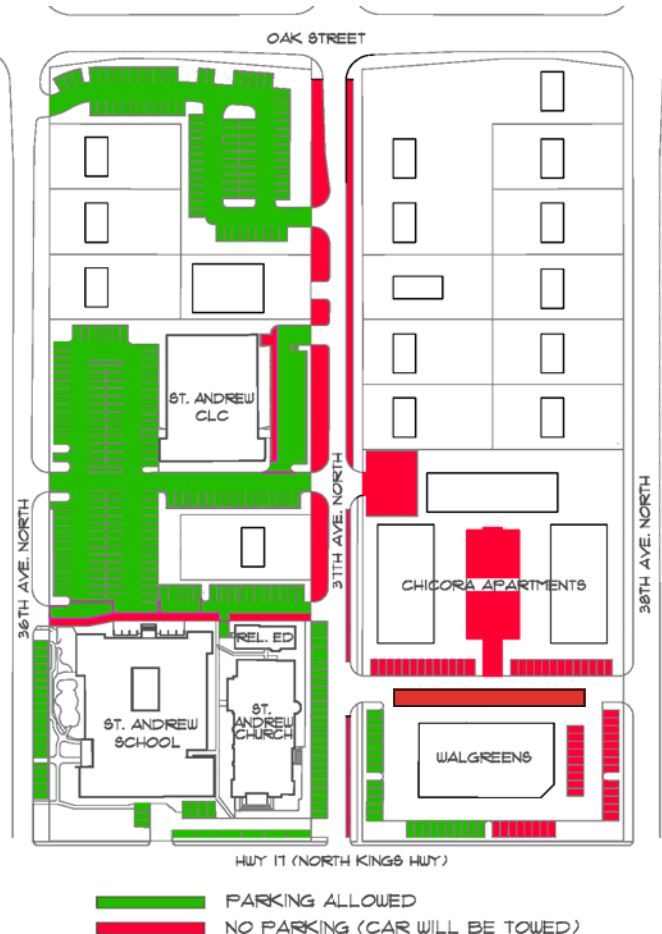 OAK STREET
ST. ANDREW
CLC
36TH AVE. NORTH
37TH AVE. NORTH
38TH AVE. NORTH
CHICORA APARTMENTS
REL. ED
ST. ANDREW
SCHOOL
ST.
ANDREW
CHURCH
WALGREENS
HWY 17 (NORTH KINGS HWY)
PARKING ALLOWED
NO PARKING (CAR WILL BE TOWED)